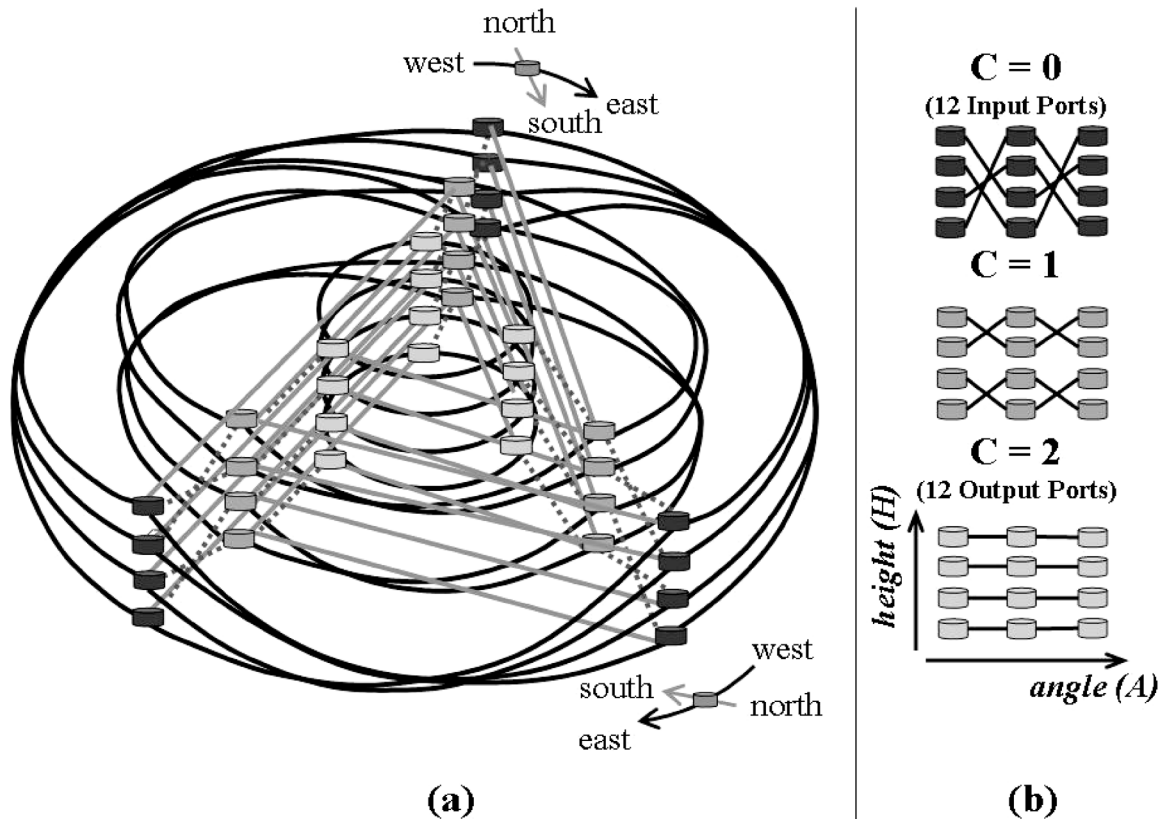 north
west
east
south
west
south
north
east
(a)
C = 0
(12 Input Ports)
C = 1
C = 2
(12 Output Ports)
height (H)
angle (A)
(b)